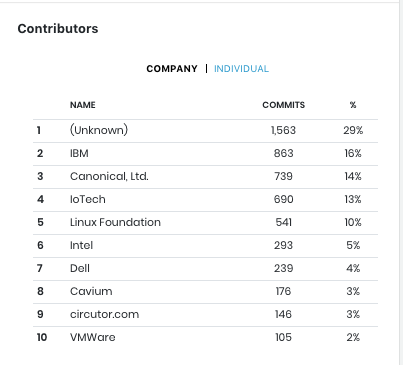 Contributors
COMPANY | INDIVIDUAL
NAME COMMITS %
1 (Unknown) 1,563 29%
2 IBM 863 16%
3 Canonical, Ltd. 739 14%
4 IoTech 690 13%
5 Linux Foundation 541 10%
6 Intel 293 5%
7 Dell 239 4%
8 Cavium 176 3%
9 circutor.com 146 3%
10 VMWare 105 2%